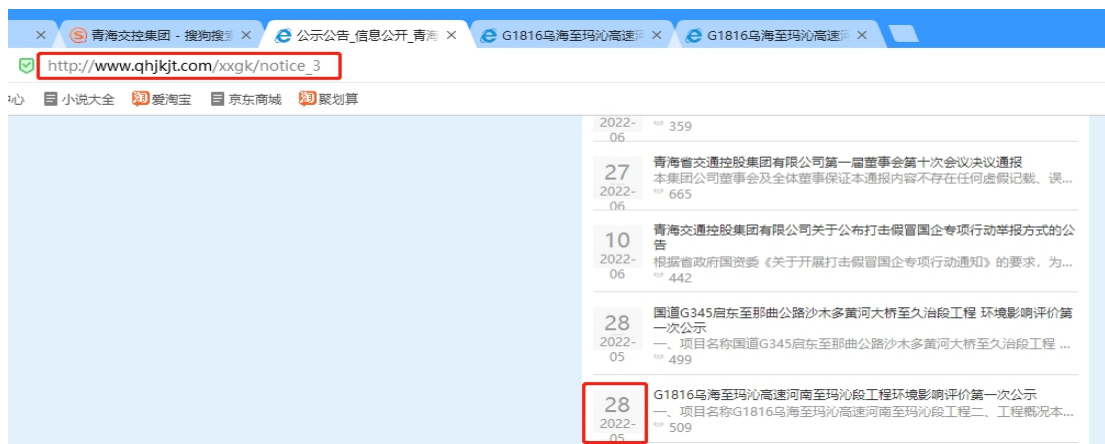 青海交控集团 - 搜狗搜
公示公告_信息公开_青海
G1816乌海至玛沁高速
G1816乌海至玛沁高速
http://www.qhjkjt.com/xxgk/notice_3
小说大全
爱淘宝
京东商城
聚划算
2022-
06
359
27
2022-
06
青海省交通控股集团有限公司第一届董事会第十次会议决议通报
本集团公司董事会及全体董事保证本通报内容不存在任何虚假记载、误...
665
10
2022-
06
青海交通控股集团有限公司关于公布打击假冒国企专项行动举报方式的公
告
根据省政府国资委《关于开展打击假冒国企专项行动通知》的要求，为...
442
28
2022-
05
国道G345启东至那曲公路沙木多黄河大桥至久治段工程 环境影响评价第
一次公示
一、项目名称国道G345启东至那曲公路沙木多黄河大桥至久治段工程 ...
499
28
2022-
05
G1816乌海至玛沁高速河南至玛沁段工程环境影响评价第一次公示
一、项目名称G1816乌海至玛沁高速河南至玛沁段工程二、工程概况本...
509